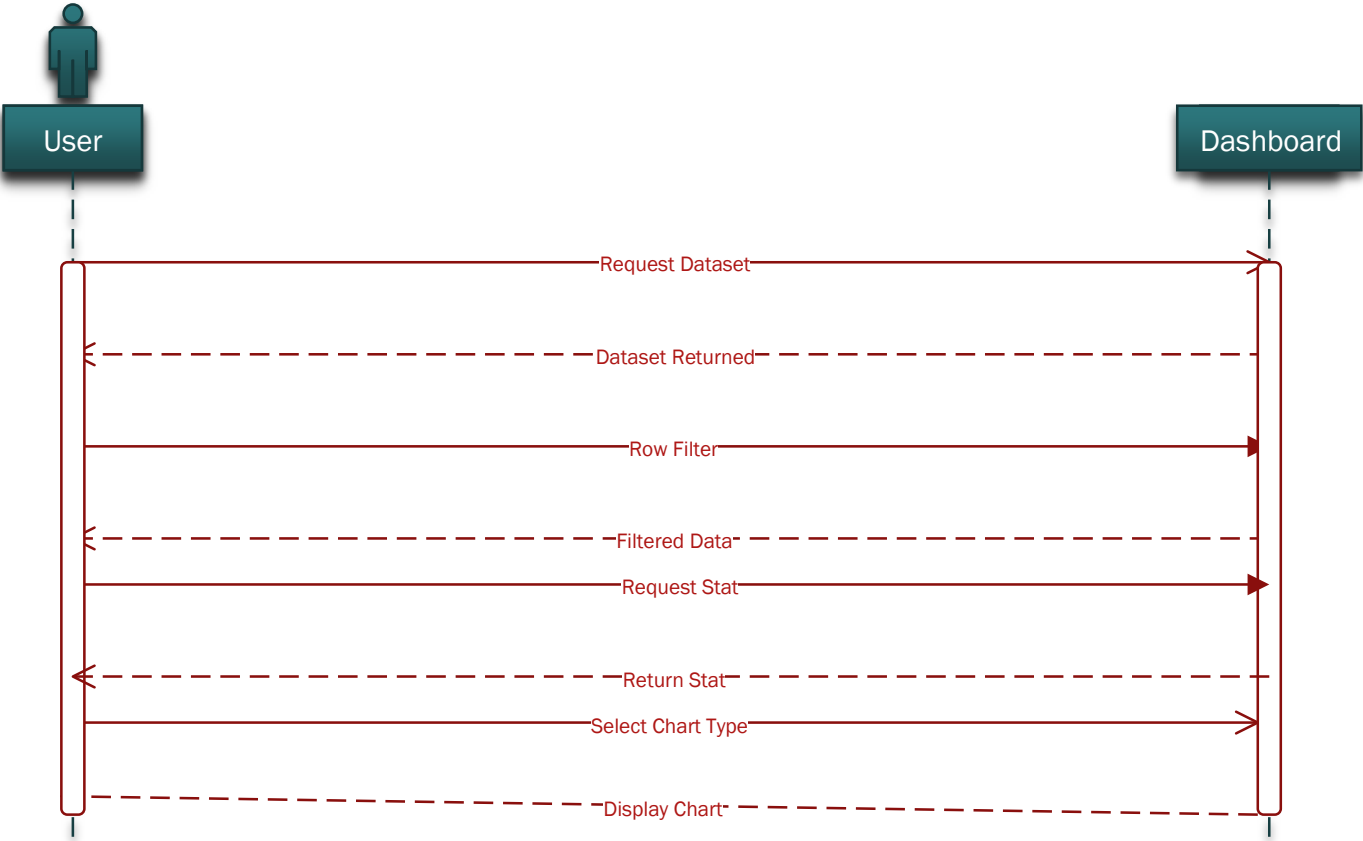 User
Dashboard
Request Dataset
Dataset Returned
Row Filter
Filtered Data
Request Stat
Return Stat
Select Chart Type
Display Chart